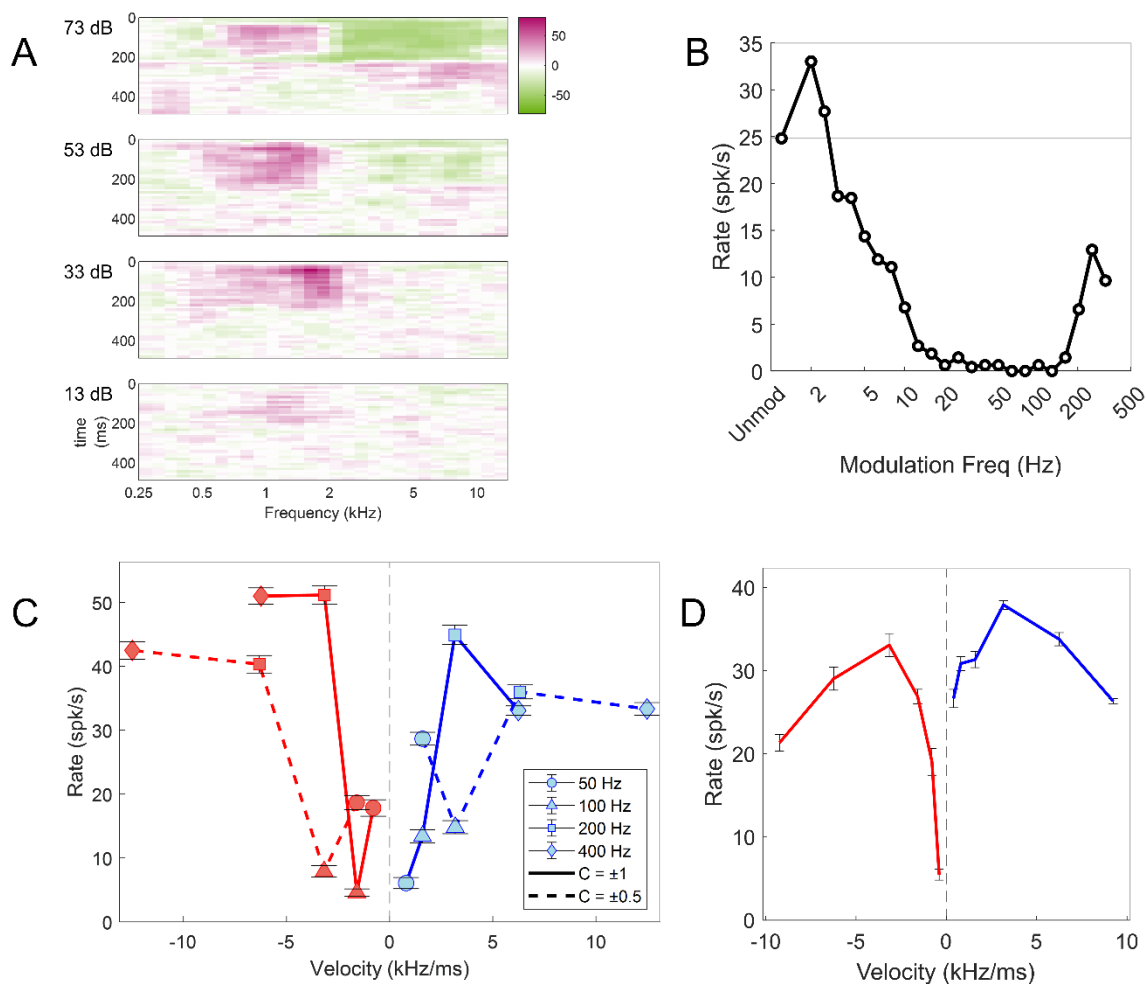 A
73 dB
0
200
400
50
0
-50
53 dB
0
200
400
33 dB
0
200
400
13 dB
0
200
400
time
(ms)
0.25
0.5
1
2
5
10
Frequency (kHz)
B
35
30
25
20
15
10
5
0
Rate (spk/s)
Unmod
2
5
10
20
50
100
200
500
Modulation Freq (Hz)
C
50
40
30
20
10
0
Rate (spk/s)
-10
-5
0
5
10
Velocity (kHz/ms)
50 Hz
100 Hz
200 Hz
400 Hz
C = ±1
C = ±0.5
D
40
30
20
10
0
Rate (spk/s)
-10
-5
0
5
10
Velocity (kHz/ms)